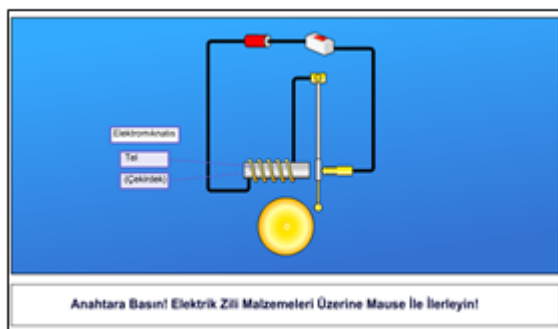 Elektromıknatıs
Tel
(Çekirdek)
Anahtara Basın! Elektrik Zili Malzemeleri Üzerine Mause İle İlerleyin!